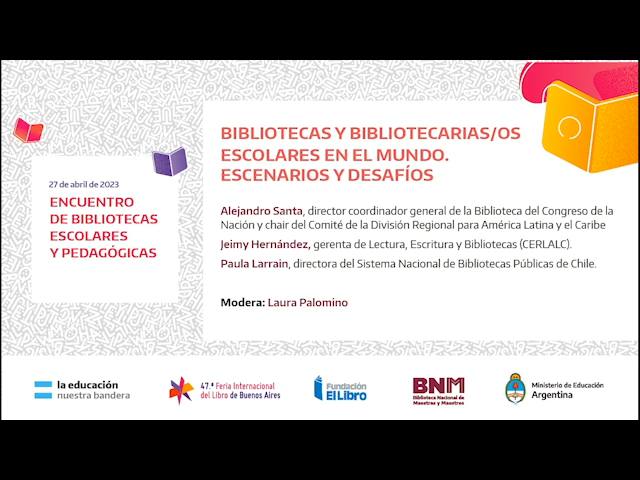 27 de abril de 2023
ENCUENTRO
DE BIBLIOTECAS
ESCOLARES
Y PEDAGÓGICAS
BIBLIOTECAS Y BIBLIOTECARIAS/OS
ESCOLARES EN EL MUNDO.
ESCENARIOS Y DESAFÍOS
Alejandro Santa, director coordinador general de la Biblioteca del Congreso de la
Nación y chair del Comité de la División Regional para América Latina y el Caribe
Jeimy Hernández, gerenta de Lectura, Escritura y Bibliotecas (CERLALC).
Paula Larrain, directora del Sistema Nacional de Bibliotecas Públicas de Chile.
Modera: Laura Palomino
la educación
nuestra bandera
47.ª Feria Internacional
del Libro de Buenos Aires
Fundación
El Libro
BNM
Biblioteca Nacional de
Maestras y Maestros
Ministerio de Educación
Argentina